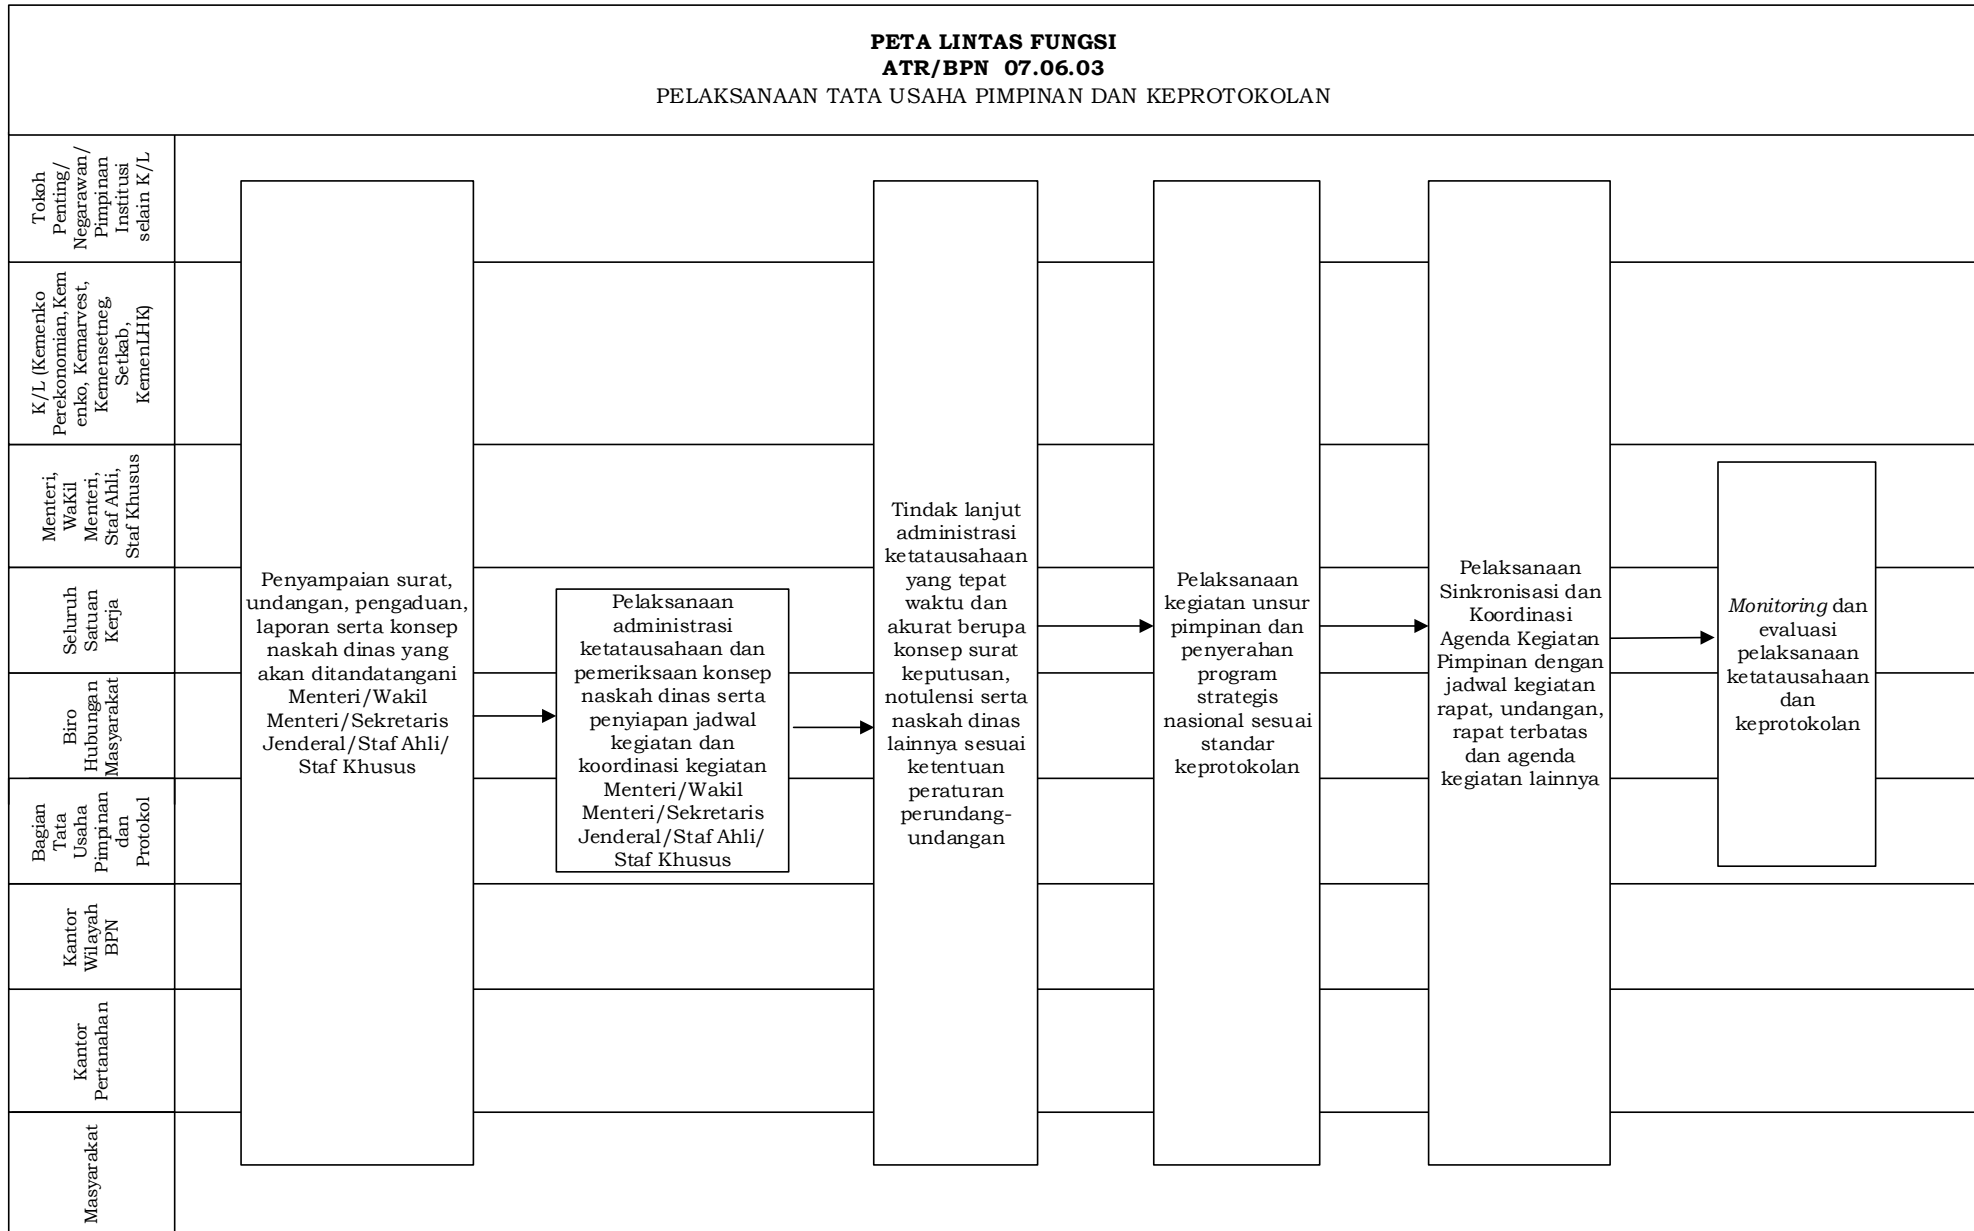 PETA LINTAS FUNGSI
ATR/BPN 07.06.03
PELAKSANAAN TATA USAHA PIMPINAN DAN KEPROTOKOLAN
Tokoh
Penting/
Negarawan/
Pimpinan
Institusi
selain K/L
K/L (Kemenko
Perekonomian,Kem
enko, Kemarvest,
Kemensetneg,
Setkab,
KemenLHK)
Menteri,
WaKil
Menteri,
Staf Ahli,
Staf Khusus
Seluruh
Satuan
Kerja
Biro
Hubungan
Masyarakat
Bagian
Tata
Usaha
Pimpinan
dan
Protokol
Kantor
Wilayah
BPN
Kantor
Pertanahan
Masyarakat
Penyampaian surat,
undangan, pengaduan,
laporan serta konsep
naskah dinas yang
akan ditandatangani
Menteri/Wakil
Menteri/Sekretaris
Jenderal/Staf Ahli/
Staf Khusus
Pelaksanaan
administrasi
ketatausahaan dan
pemeriksaan konsep
naskah dinas serta
penyiapan jadwal
kegiatan dan
koordinasi kegiatan
Menteri/Wakil
Menteri/Sekretaris
Jenderal/Staf Ahli/
Staf Khusus
Tindak lanjut
administrasi
ketatausahaan
yang tepat
waktu dan
akurat berupa
konsep surat
keputusan,
notulensi serta
naskah dinas
lainnya sesuai
ketentuan
peraturan
perundang-
undangan
Pelaksanaan
kegiatan unsur
pimpinan dan
penyerahan
program
strategis
nasional sesuai
standar
keprotokolan
Pelaksanaan
Sinkronisasi dan
Koordinasi
Agenda Kegiatan
Pimpinan dengan
jadwal kegiatan
rapat, undangan,
rapat terbatas
dan agenda
kegiatan lainnya
Monitoring dan
evaluasi
pelaksanaan
ketatausahaan
dan
keprotokolan